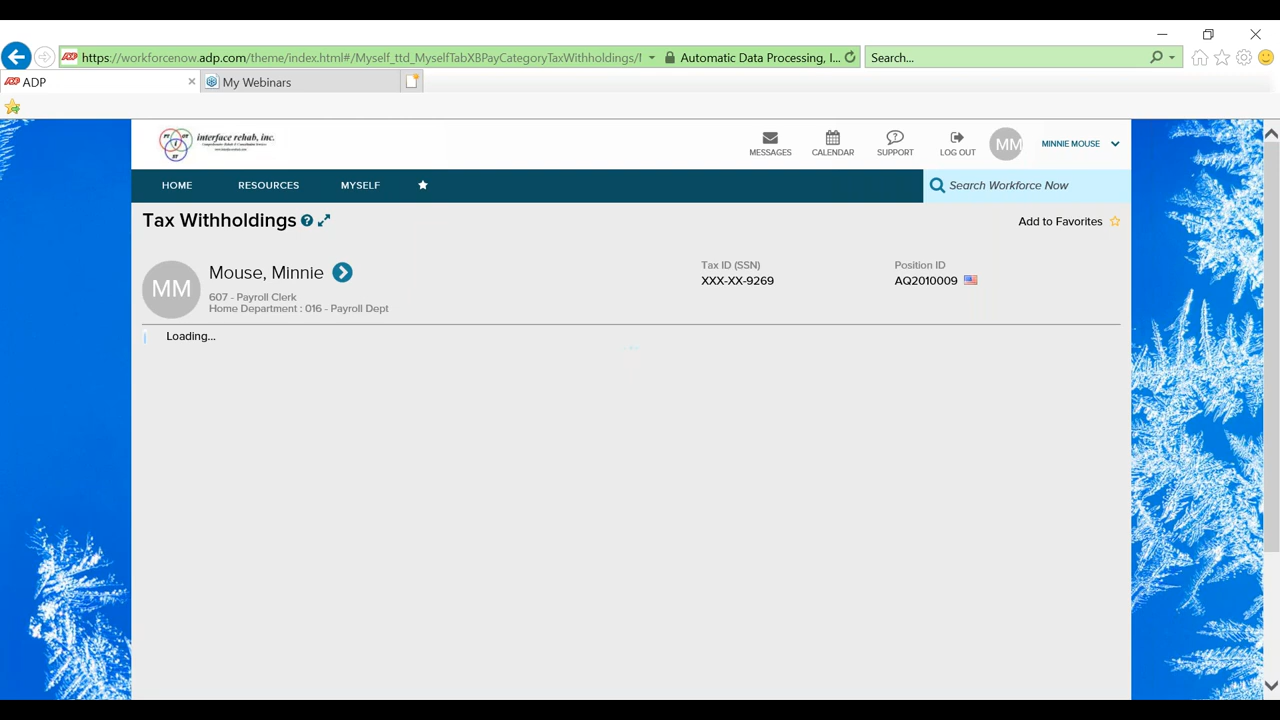 https://workforcenow.adp.com/theme/index.html#/Myself_ttd_MyselfTabXBPayCategoryTaxWithholdings/
Automatic Data Processing, I...
Search...
ADP
My Webinars
interface rehab, inc.
MESSAGES
CALENDAR
SUPPORT
LOG OUT
MM
MINNIE MOUSE
HOME
RESOURCES
MYSELF
Search Workforce Now
Tax Withholdings
Add to Favorites
MM
Mouse, Minnie
607 - Payroll Clerk
Home Department : 016 - Payroll Dept
Tax ID (SSN)
XXX-XX-9269
Position ID
AQ2010009
Loading...